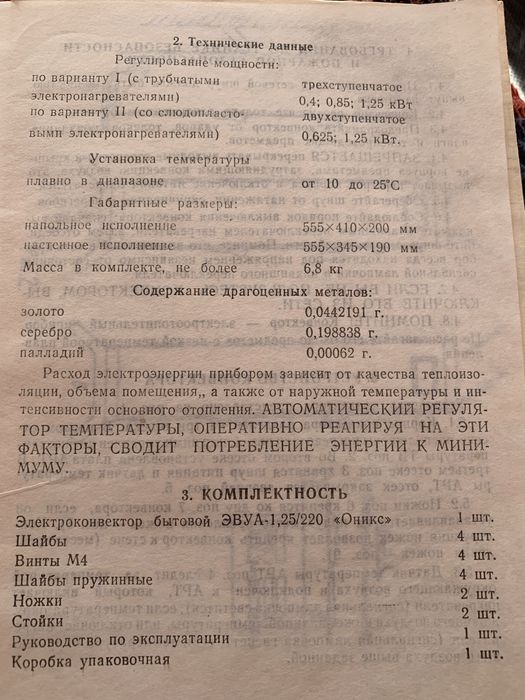 2. Технические данные
Регулирование мощности:
по варианту I (с трубчатыми
электронагревателями)
трехступенчатое
0,4; 0,85; 1,25 кВт
по варианту II (со слюдопласто-
выми электронагревателями)
двухступенчатое
0,625; 1,25 кВт.
Установка температуры
плавно в диапазоне от 10 до 25°С
Габаритные размеры:
напольное исполнение 555×410×200 мм
настенное исполнение 555×345×190 мм
Масса в комплекте, не более 6,8 кг
Содержание драгоценных металов:
золото 0,0442191 г.
серебро 0,198838 г.
палладий 0,00062 г.
Расход электроэнергии прибором зависит от качества теплоизо-
ляции, объема помещения,, а также от наружной температуры и ин-
тенсивности основного отопления. АВТОМАТИЧЕСКИЙ РЕГУЛЯ-
ТОР ТЕМПЕРАТУРЫ, ОПЕРАТИВНО РЕАГИРУЯ НА ЭТИ
ФАКТОРЫ, СВОДИТ ПОТРЕБЛЕНИЕ ЭНЕРГИИ К МИНИ-
МУМУ.
3. КОМПЛЕКТНОСТЬ
Электроконвектор бытовой ЭВУА-1,25/220 «Оникс» 1 шт.
Шайбы 4 шт.
Винты М4 4 шт.
Шайбы пружинные 4 шт.
Ножки 2 шт.
Стойки 2 шт.
Руководство по эксплуатации 1 шт.
Коробка упаковочная 1 щт.